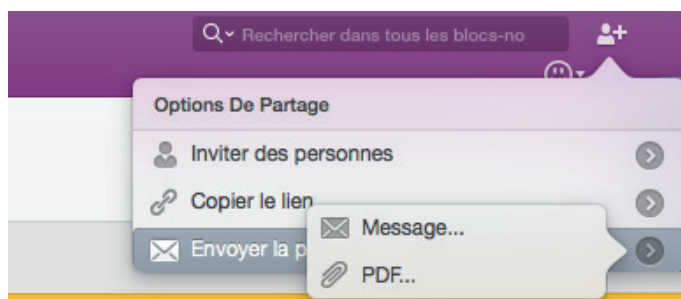 Rechercher dans tous les blocs-no
Options De Partage
Inviter des personnes
Copier le lien
Envoyer la p
Message...
PDF...